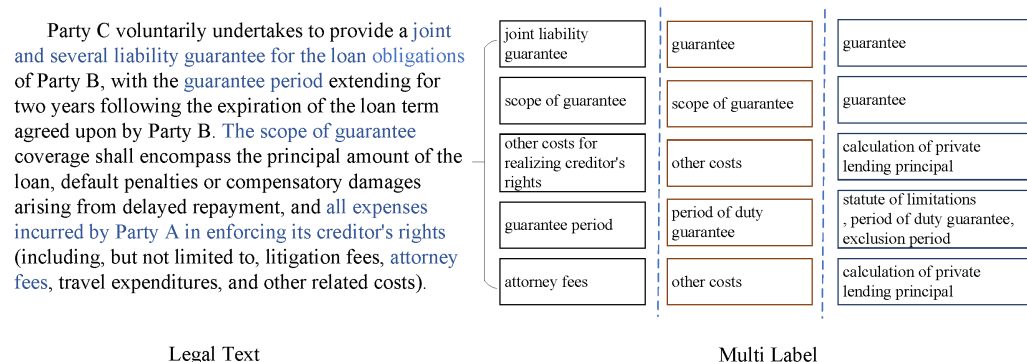 Party C voluntarily undertakes to provide a joint
and several liability guarantee for the loan obligations
of Party B, with the guarantee period extending for
two years following the expiration of the loan term
agreed upon by Party B. The scope of guarantee
coverage shall encompass the principal amount of the
loan, default penalties or compensatory damages
arising from delayed repayment, and all expenses
incurred by Party A in enforcing its creditor's rights
(including, but not limited to, litigation fees, attorney
fees, travel expenditures, and other related costs).
Legal Text
joint liability
guarantee
guarantee
guarantee
scope of guarantee
scope of guarantee
guarantee
other costs for
realizing creditor's
rights
other costs
calculation of private
lending principal
guarantee period
period of duty
guarantee
statute of limitations
, period of duty guarantee,
exclusion period
attorney fees
other costs
calculation of private
lending principal
Multi Label